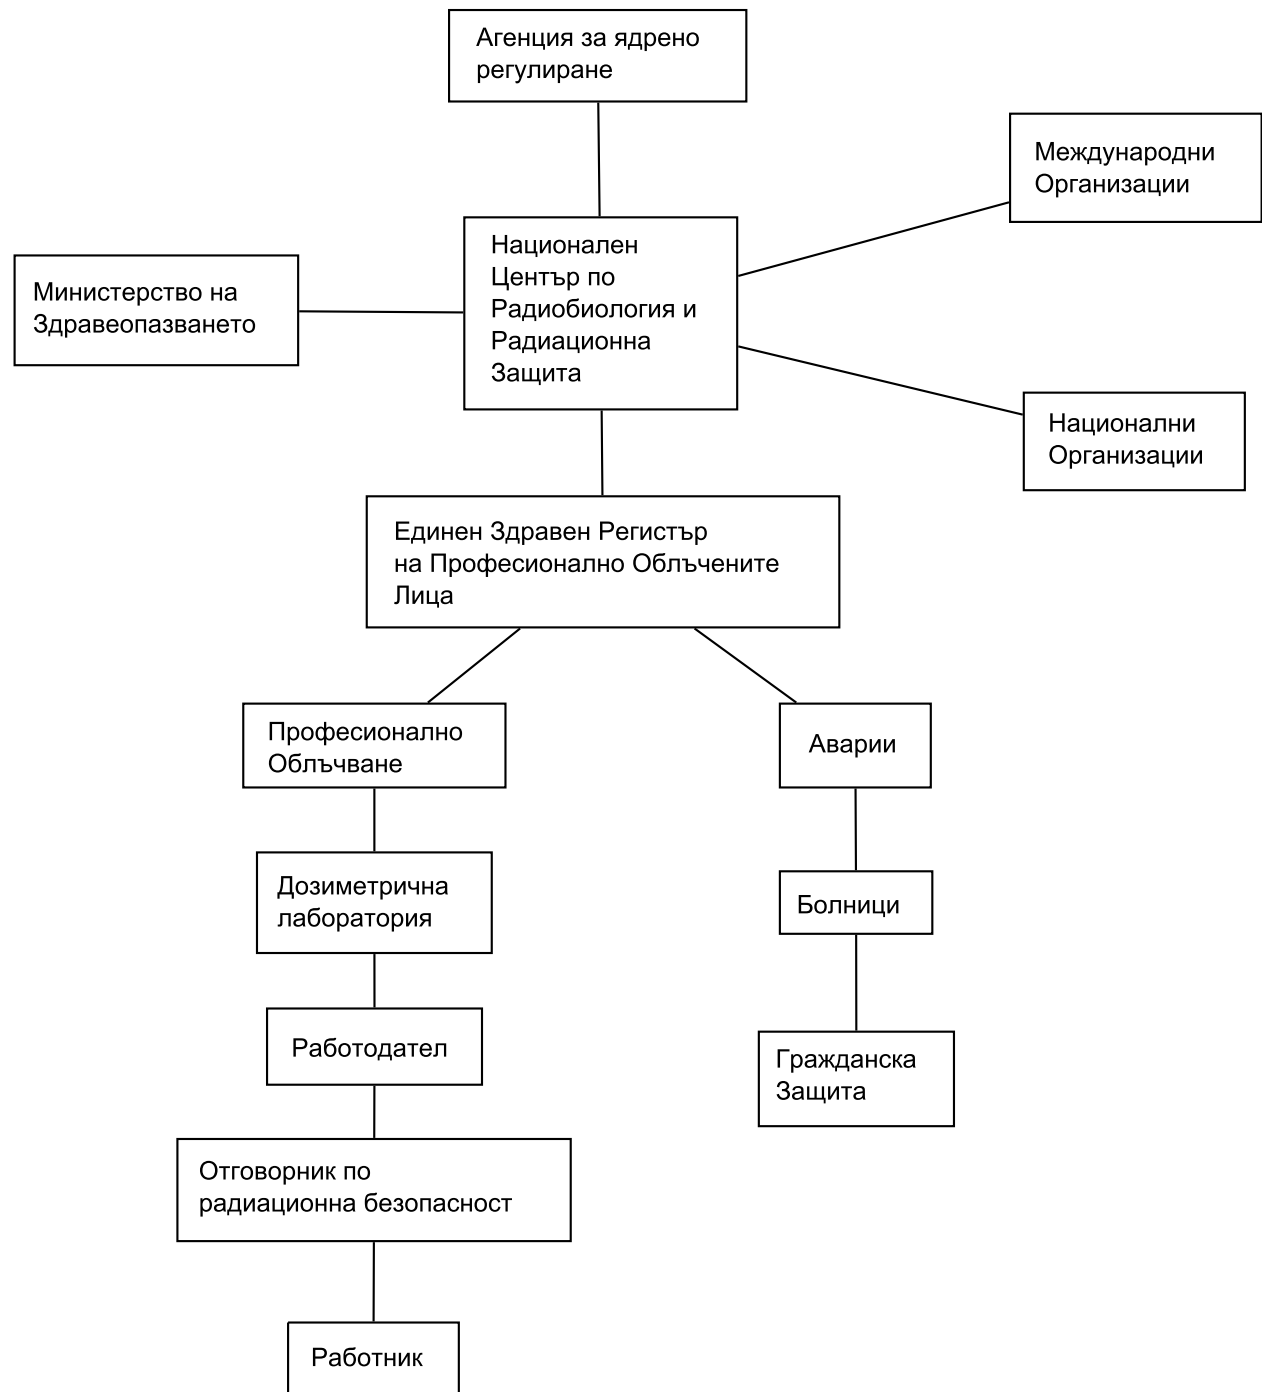 Агенция за ядрено
регулиране
Международни
Организации
Национален
Център по
Радиобиология и
Радиационна
Защита
Министерство на
Здравеопазването
Национални
Организации
Единен Здравен Регистър
на Професионално Облъчените
Лица
Професионално
Облъчване
Аварии
Дозиметрична
лаборатория
Болници
Работодател
Гражданска
Защита
Отговорник по
радиационна безопасност
Работник